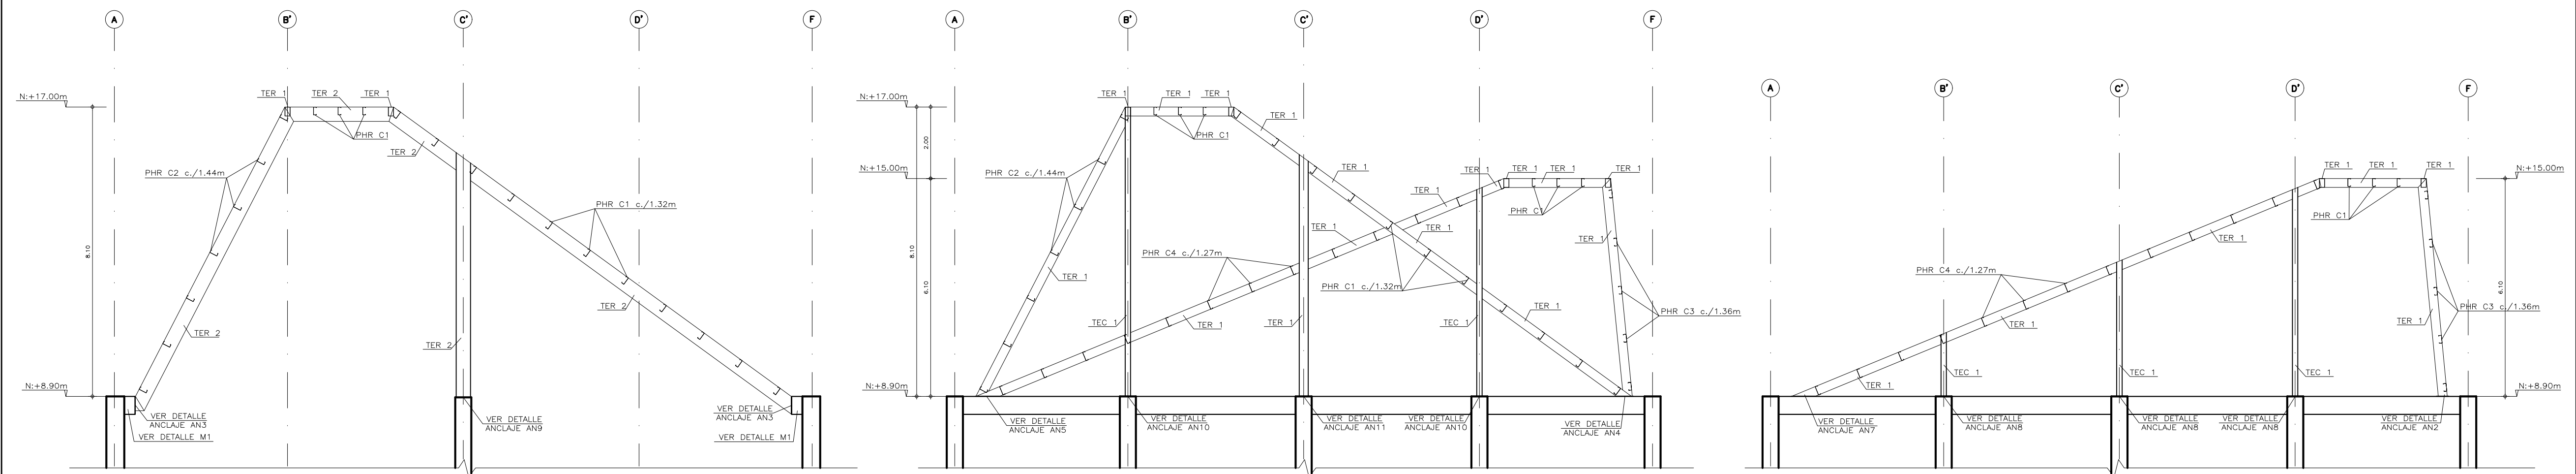 A B' C' D' F
N:+17.00m
TER 1
TER 2
TER 1
PHR C1
TER 2
PHR C2 c./1.44m
PHR C1 c./1.32m
8.10
TER 2
TER 2
TER 2
N:+8.90m
VER DETALLE
ANCLAJE AN3
VER DETALLE M1
VER DETALLE
ANCLAJE AN9
VER DETALLE
ANCLAJE AN3
VER DETALLE M1
A B' C' D' F
N:+17.00m
TER 1
TER 1
TER 1
TER 1
PHR C1
2.00
N:+15.00m
PHR C2 c./1.44m
TER 1
TER 1
TER 1
TER 1
TER 1
TER 1
PHR C1
TER 1
TER 1
TER 1
TER 1
8.10
6.10
PHR C4 c./1.27m
TER 1
PHR C1 c./1.32m
TER 1
PHR C3 c./1.36m
TEC 1
TER 1
TER 1
TEC 1
N:+8.90m
VER DETALLE
ANCLAJE AN5
VER DETALLE
ANCLAJE AN10
VER DETALLE
ANCLAJE AN11
VER DETALLE
ANCLAJE AN10
VER DETALLE
ANCLAJE AN4
A B' C' D' F
TER 1
TER 1
TER 1
N:+15.00m
PHR C1
TER 1
PHR C4 c./1.27m
6.10
PHR C3 c./1.36m
TER 1
TER 1
TEC 1
TEC 1
TEC 1
TER 1
N:+8.90m
VER DETALLE
ANCLAJE AN7
VER DETALLE
ANCLAJE AN8
VER DETALLE
ANCLAJE AN8
VER DETALLE
ANCLAJE AN8
VER DETALLE
ANCLAJE AN2